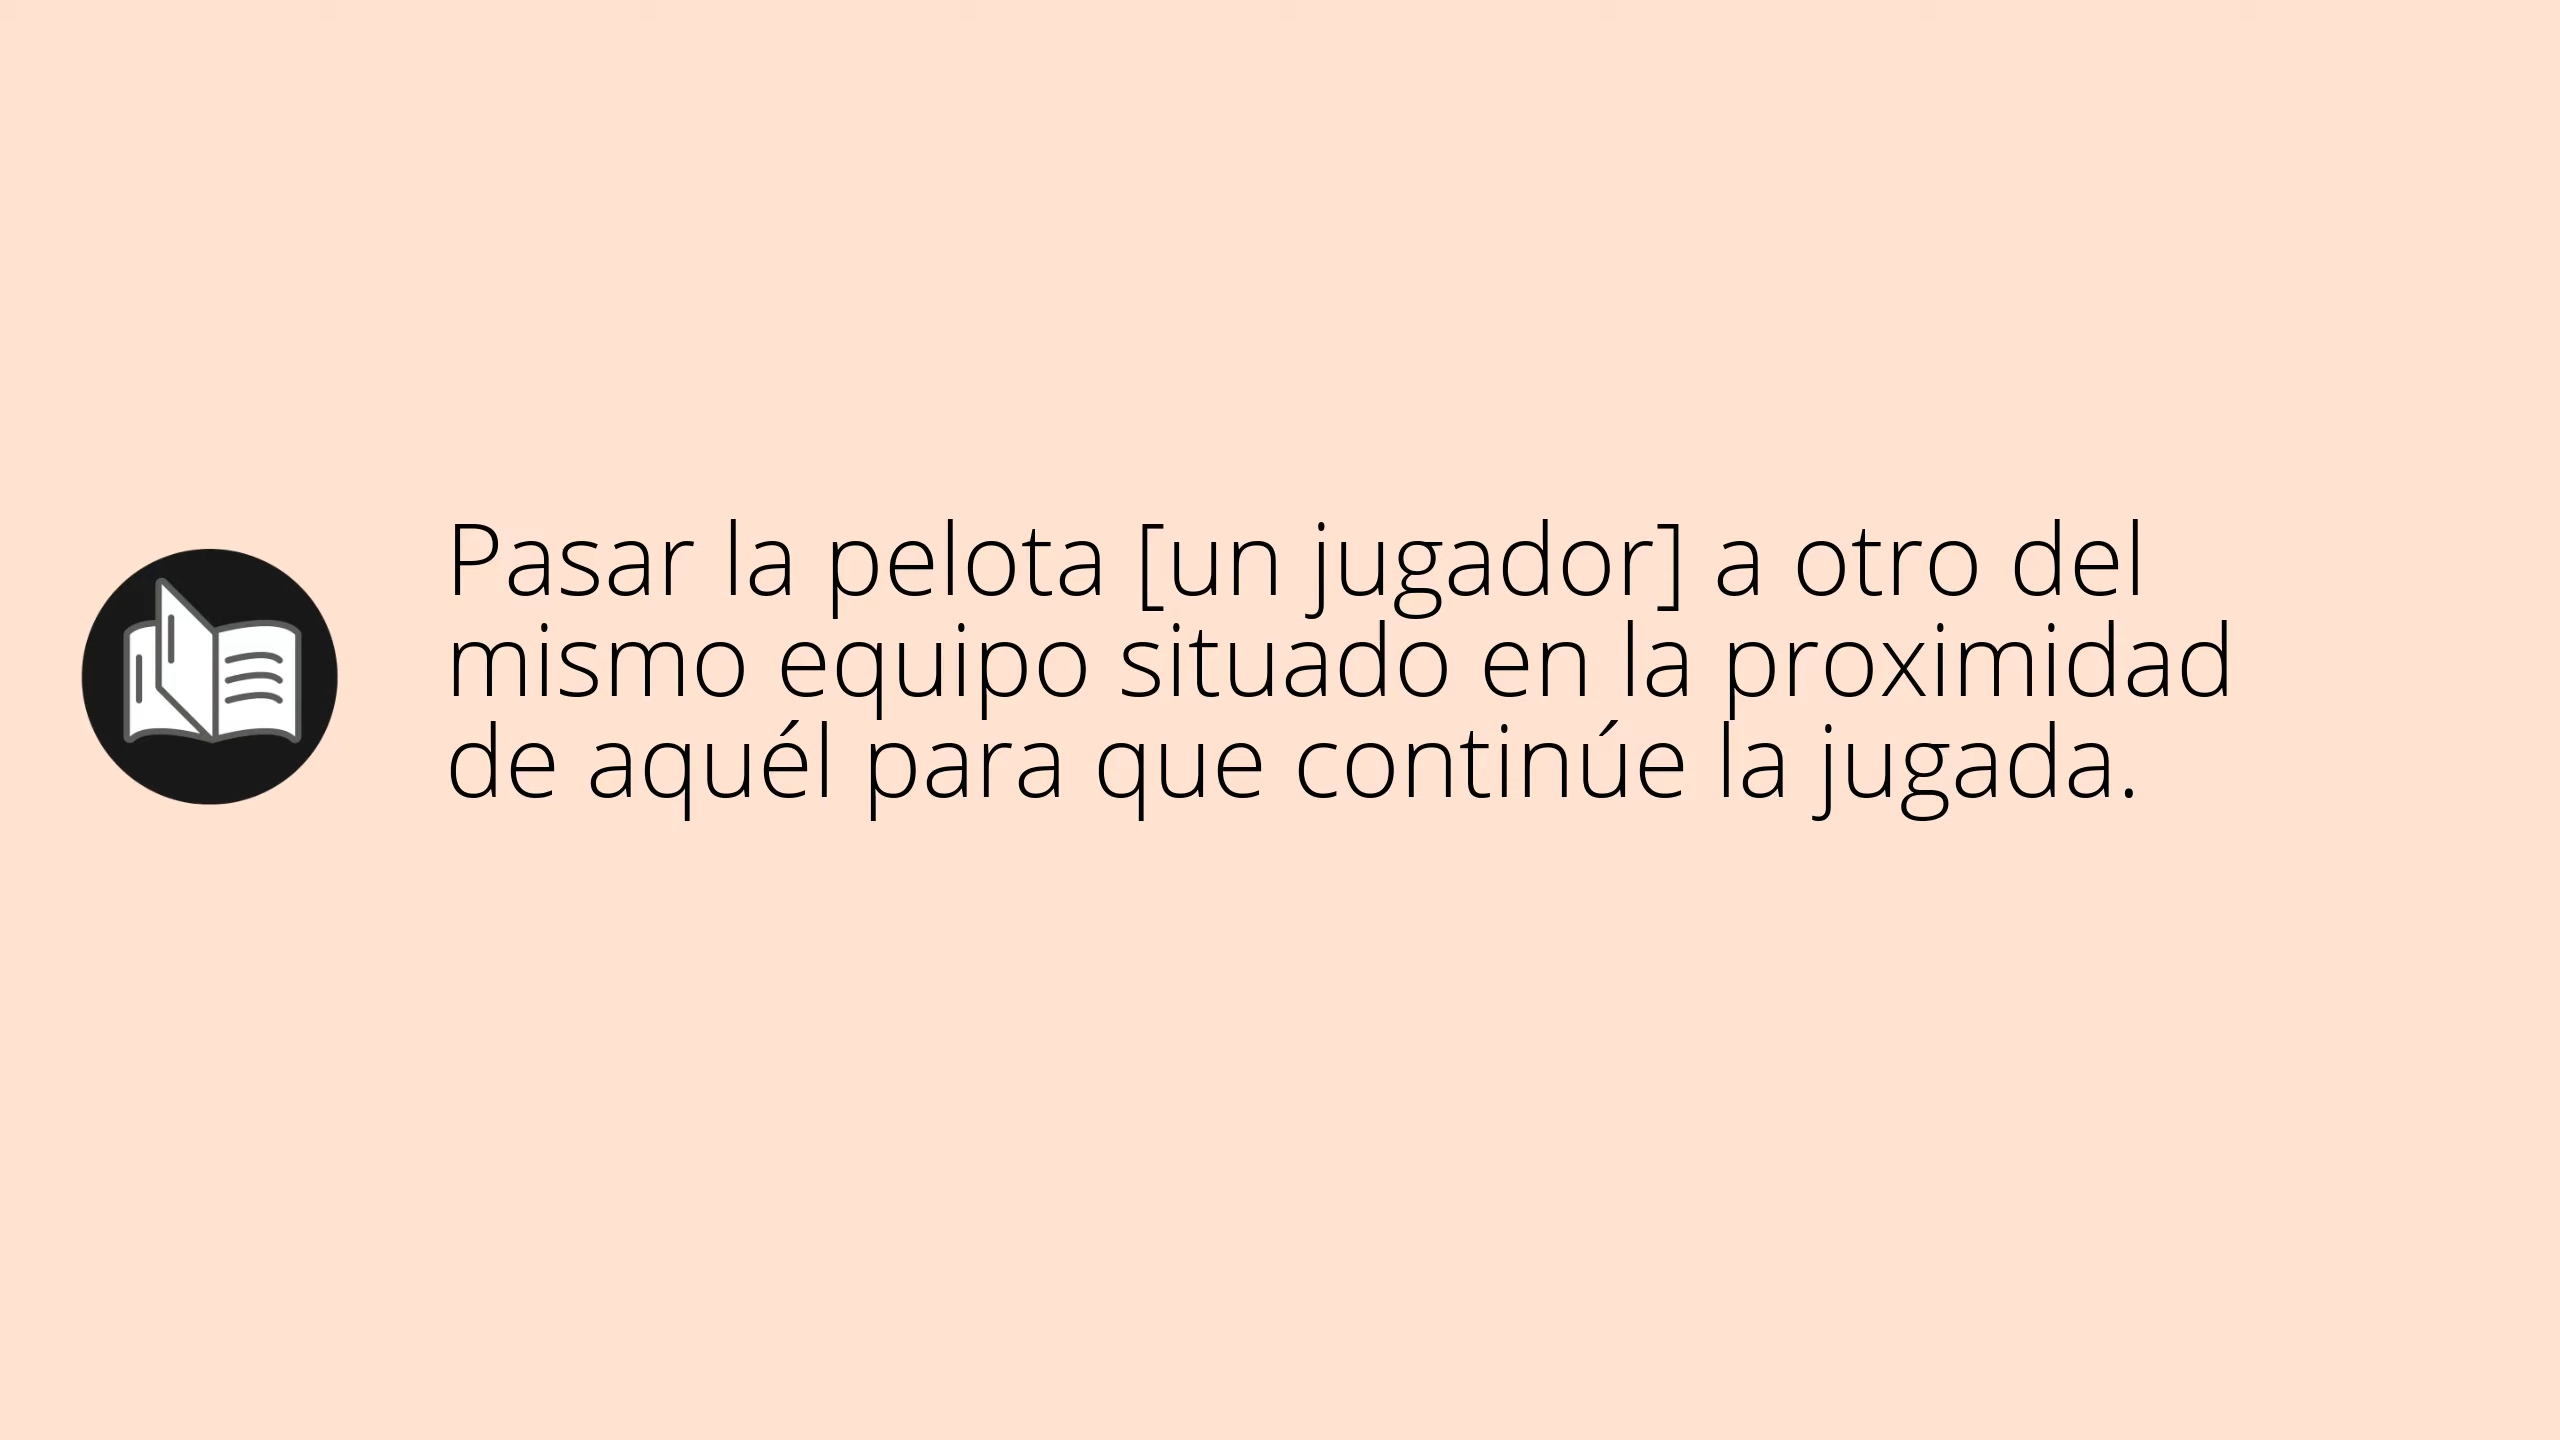 Pasar la pelota [un jugador] a otro del
mismo equipo situado en la proximidad
de aquél para que continúe la jugada.